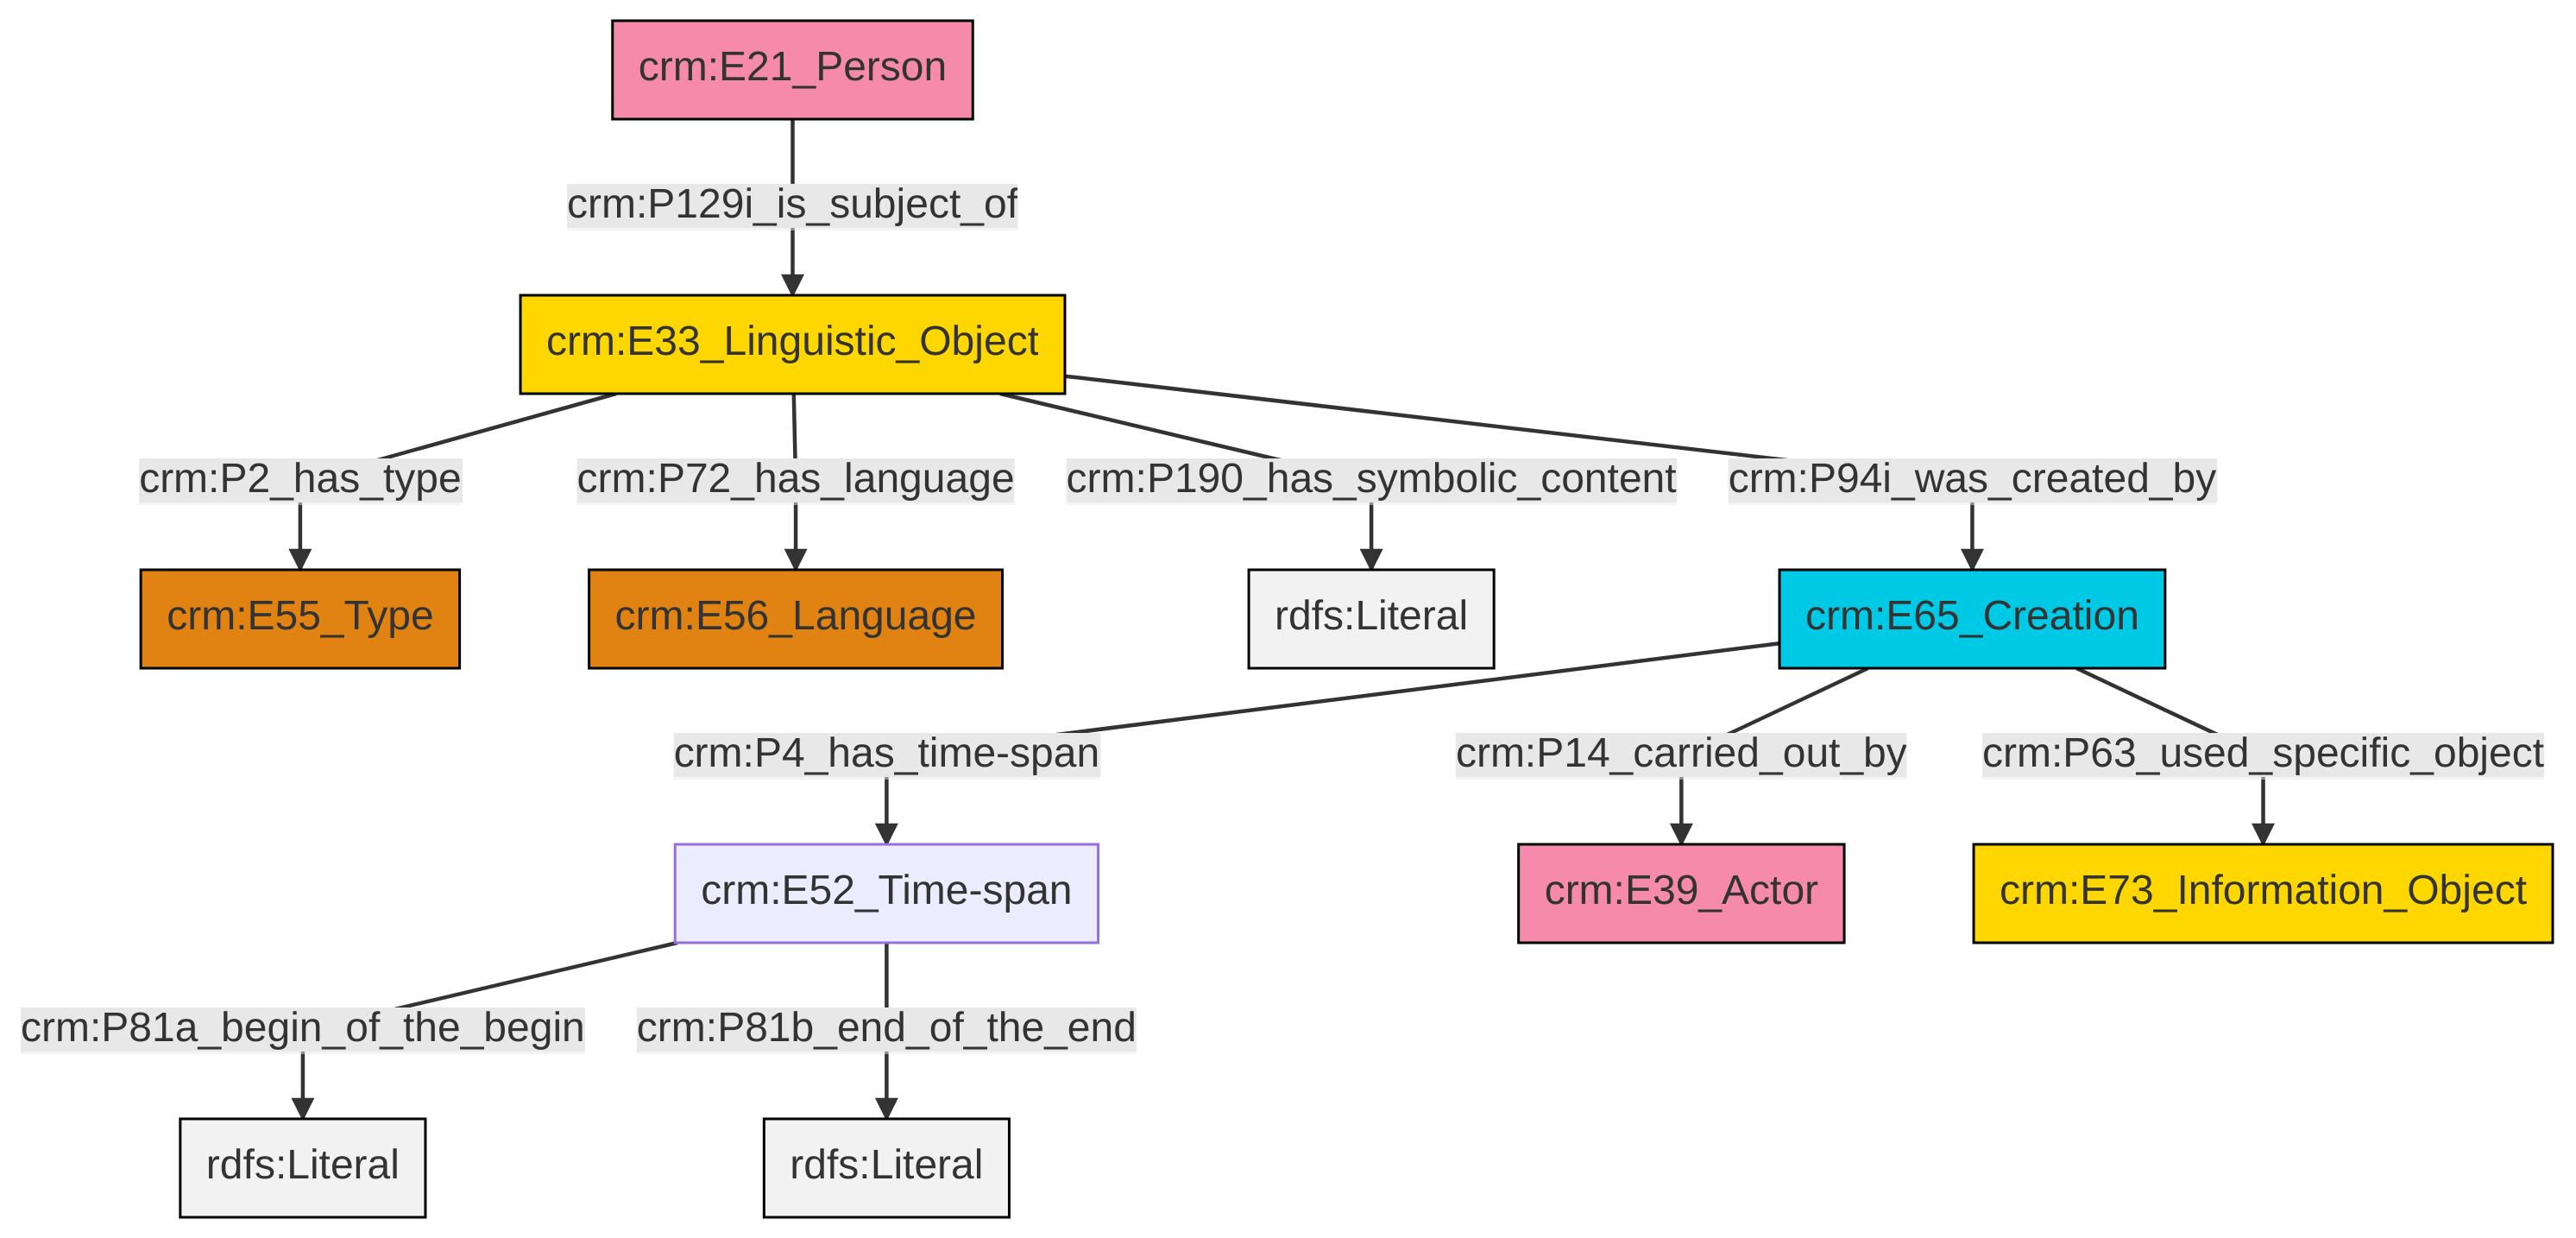 crm:E21_Person
crm:P129i_is_subject_of
crm:E33_Linguistic_Object
crm:P2_has_type
crm:P72_has_language
crm:P190_has_symbolic_content
crm:P94i_was_created_by
crm:E55_Type
crm:E56_Language
rdfs:Literal
crm:E65_Creation
crm:P4_has_time-span
crm:P14_carried_out_by
crm:P63_used_specific_object
crm:E52_Time-span
crm:E39_Actor
crm:E73_Information_Object
crm:P81a_begin_of_the_begin
crm:P81b_end_of_the_end
rdfs:Literal
rdfs:Literal